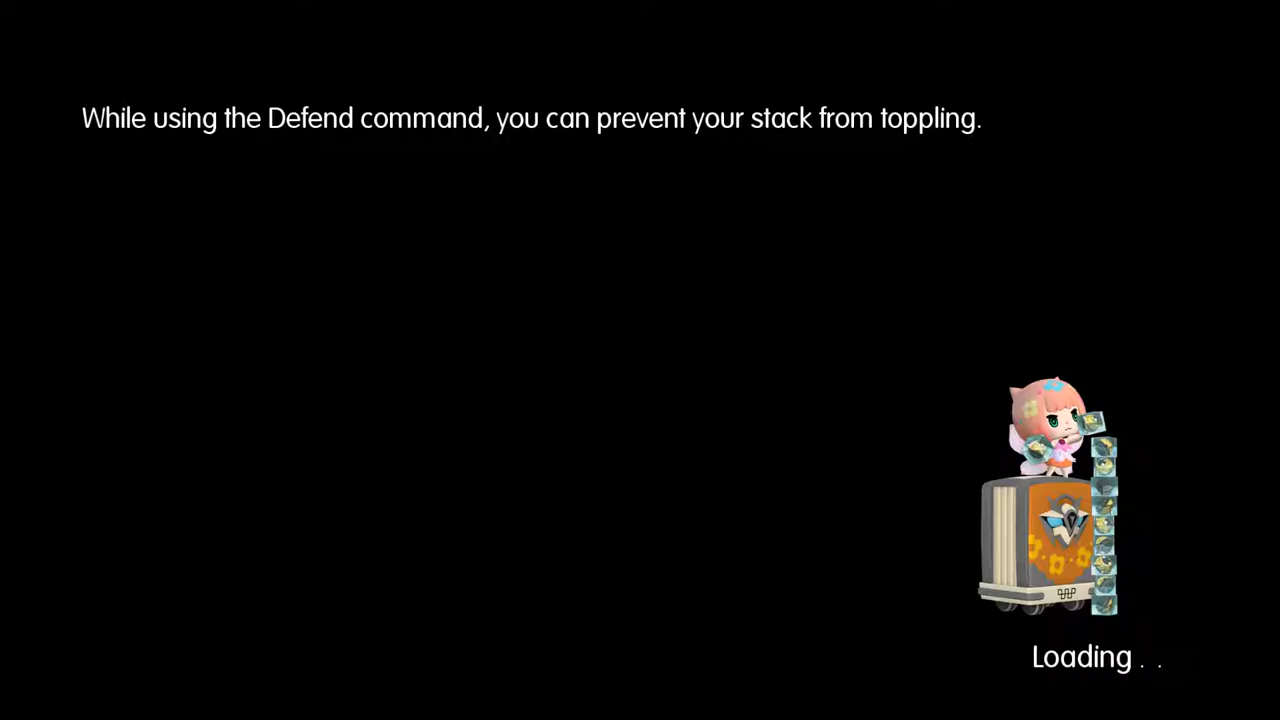 While using the Defend command, you can prevent your stack from toppling.
Loading . .